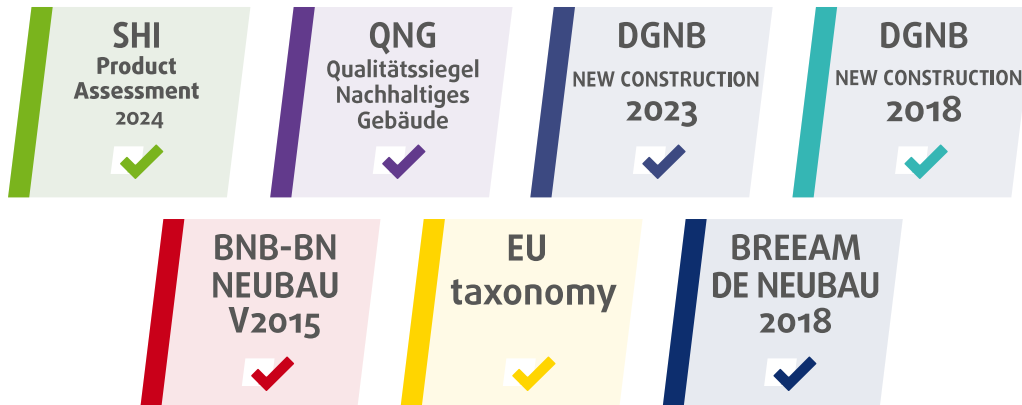 SHI
Product
Assessment
2024
QNG
Qualitätssiegel
Nachhaltiges
Gebäude
DGNB
NEW CONSTRUCTION
2023
DGNB
NEW CONSTRUCTION
2018
BNB-BN
NEUBAU
V2015
EU
taxonomy
BREEAM
DE NEUBAU
2018